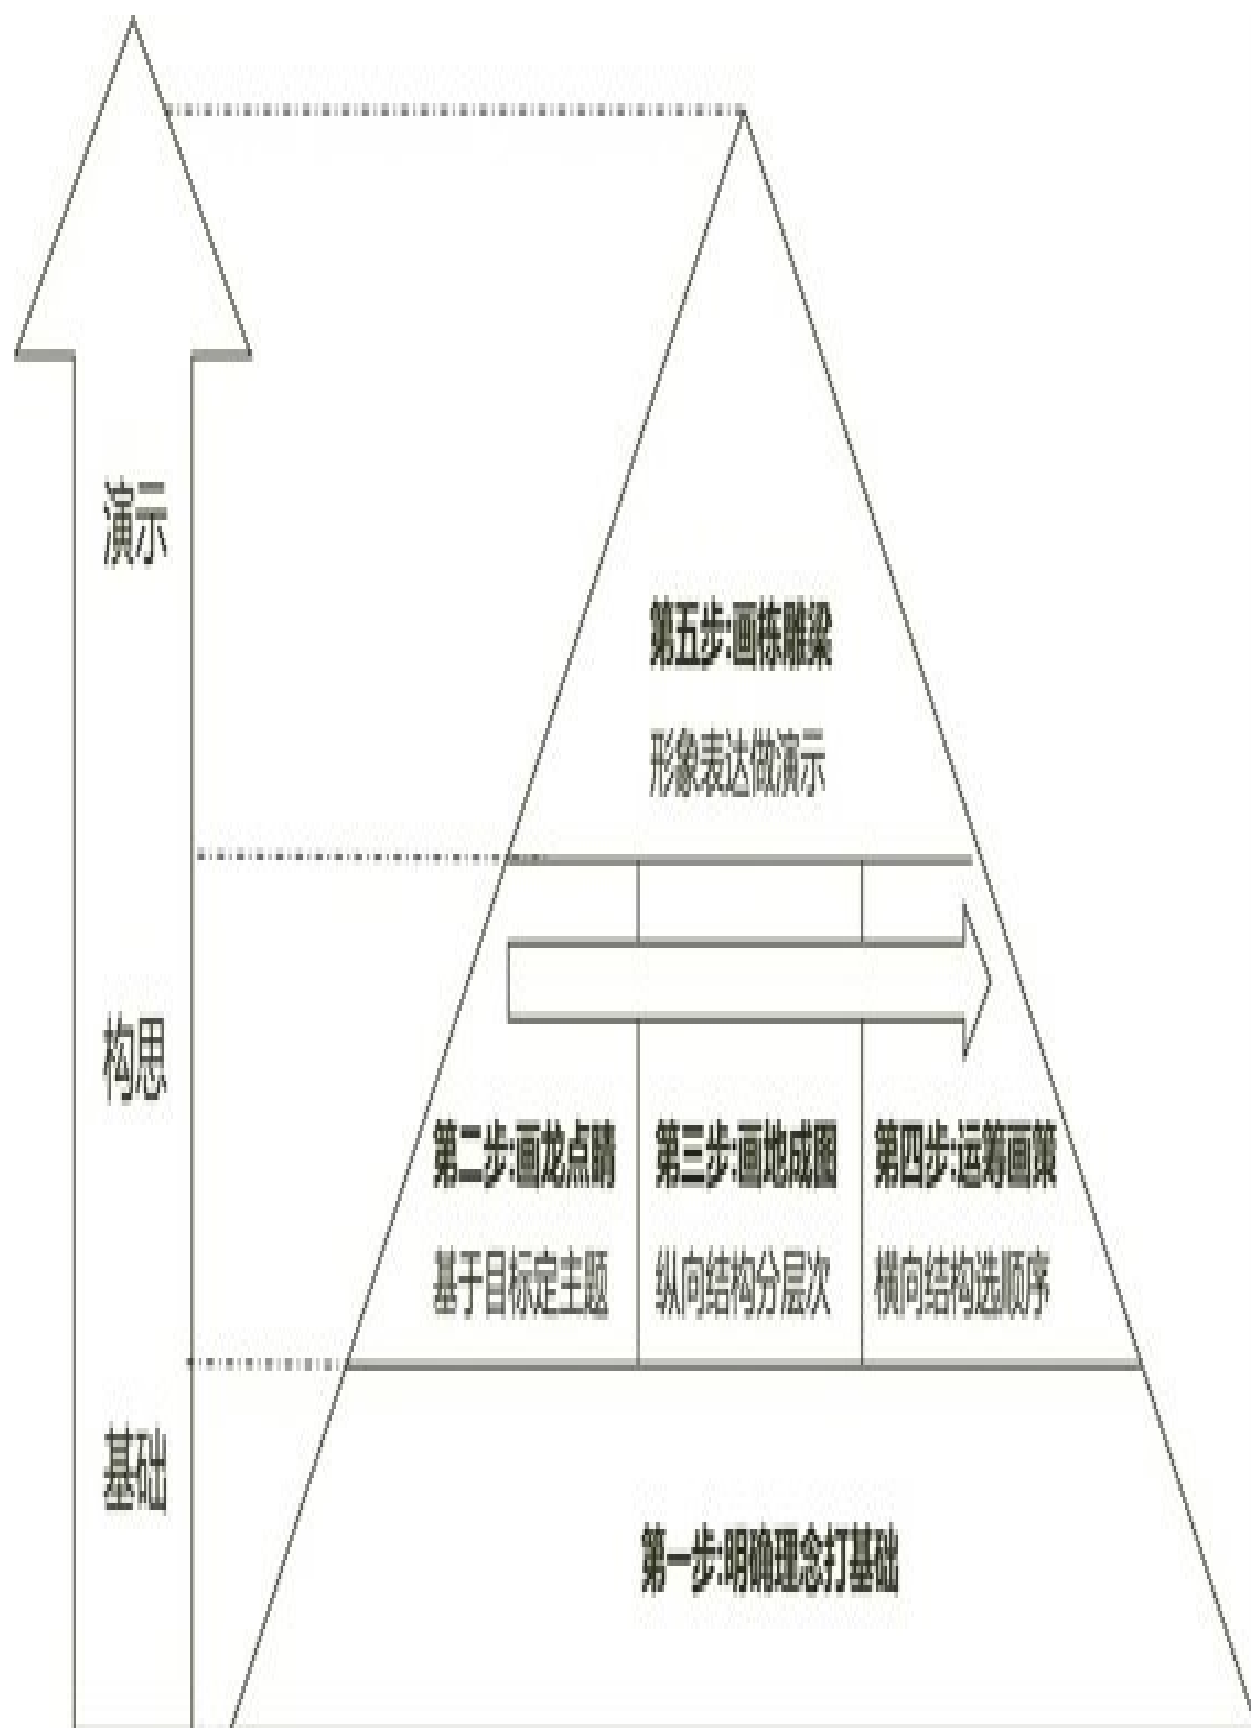 演示
第五步:画栋雕梁
形象表达做演示
构思
第二步:画龙点睛
基于目标定主题
第三步:画地成图
纵向结构分层次
第四步:运筹画策
横向结构选顺序
基础
第一步:明确理念打基础